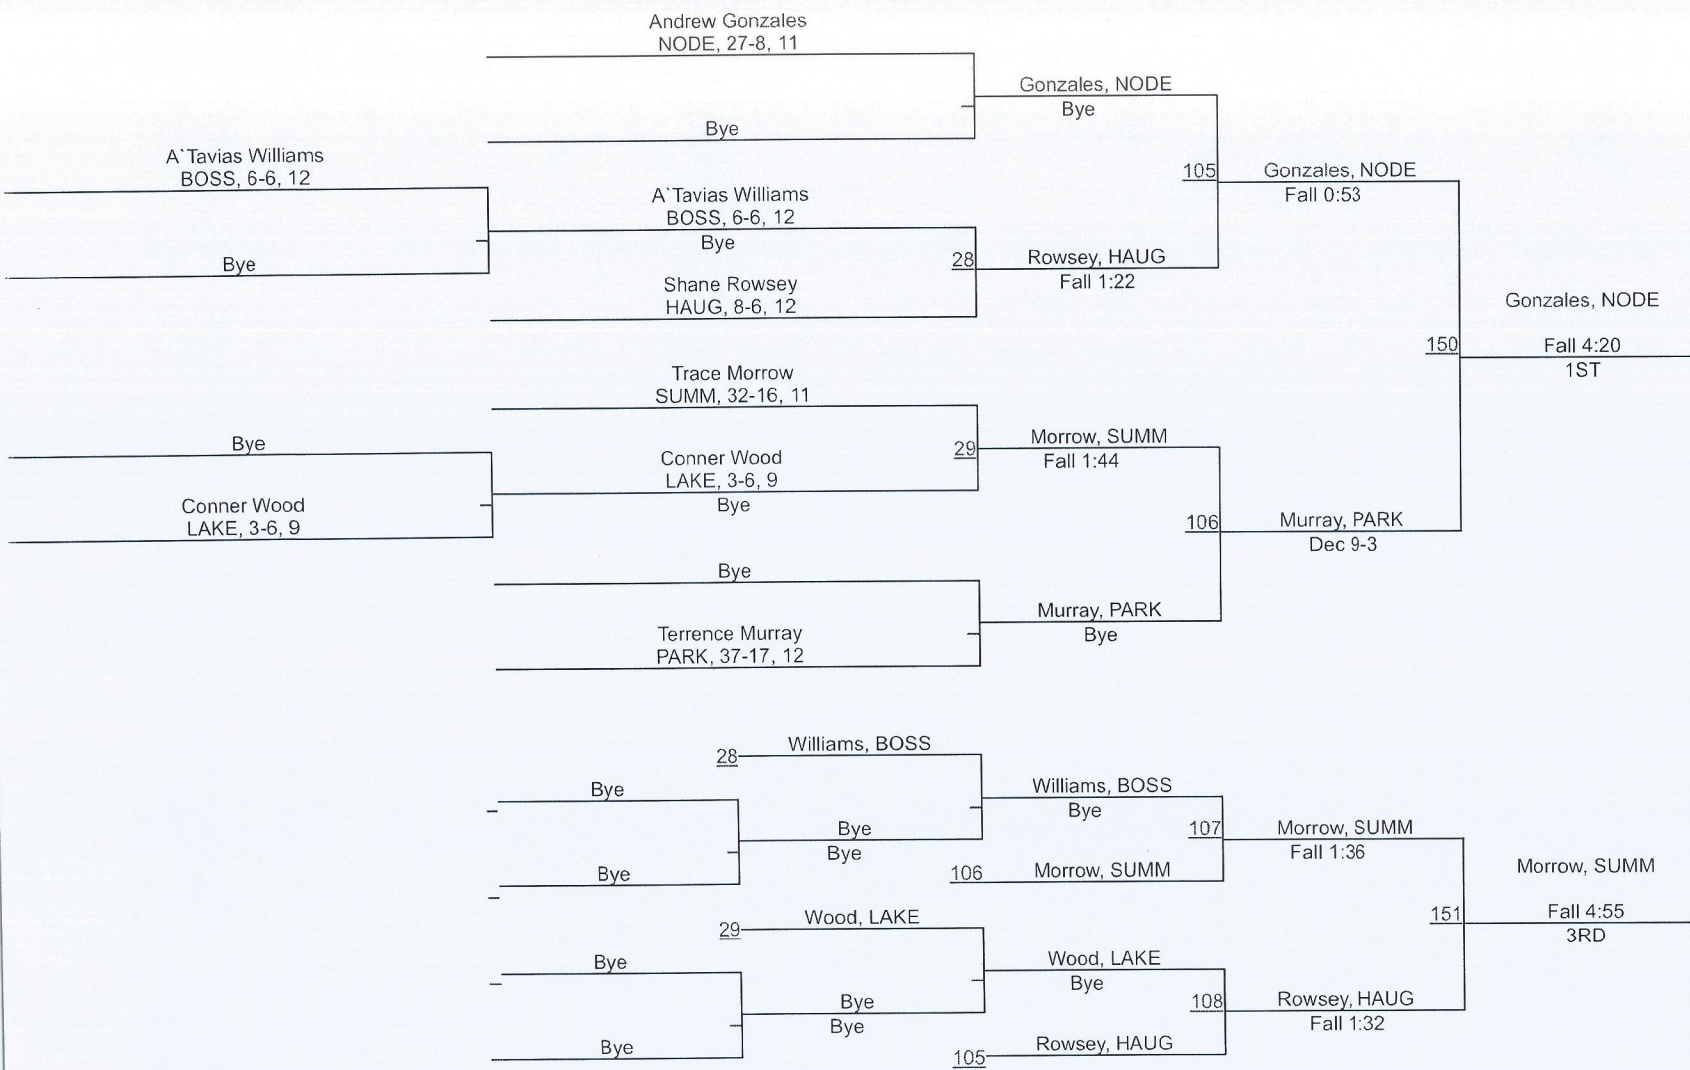 Andrew Gonzales
NODE, 27-8, 11
Gonzales, NODE
Bye
Bye
A`Tavias Williams
BOSS, 6-6, 12
105
Gonzales, NODE
Fall 0:53
A`Tavias Williams
BOSS, 6-6, 12
Bye
Bye
28
Rowsey, HAUG
Fall 1:22
Shane Rowsey
HAUG, 8-6, 12
Gonzales, NODE
150
Fall 4:20
1ST
Trace Morrow
SUMM, 32-16, 11
Bye
Morrow, SUMM
29
Fall 1:44
Conner Wood
LAKE, 3-6, 9
Bye
Conner Wood
LAKE, 3-6, 9
106
Murray, PARK
Dec 9-3
Bye
Murray, PARK
Bye
Terrence Murray
PARK, 37-17, 12
28
Williams, BOSS
Bye
Williams, BOSS
Bye
Bye
Bye
107
Morrow, SUMM
Fall 1:36
Bye
106
Morrow, SUMM
Morrow, SUMM
29
Wood, LAKE
151
Fall 4:55
3RD
Bye
Wood, LAKE
Bye
Bye
Bye
108
Rowsey, HAUG
Fall 1:32
Bye
105
Rowsey, HAUG